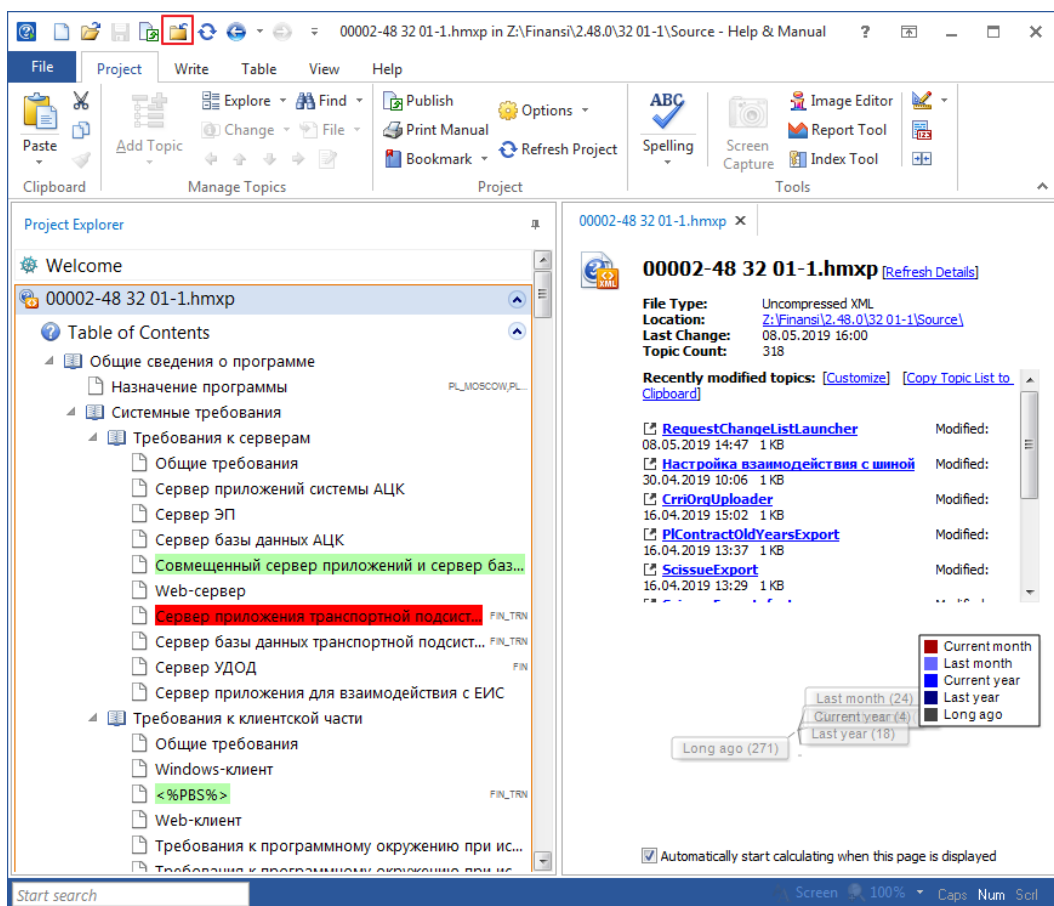 00002-48 32 01-1.hmxp in Z:\Finansi\2.48.0\32 01-1\Source - Help & Manual
File Project Write Table View Help
Paste
Clipboard
Add Topic
Explore Find
Change File
Manage Topics
Publish
Print Manual
Bookmark
Options
Refresh Project
Project
ABC
Spelling
Screen Capture
Image Editor
Report Tool
Index Tool
Tools
Project Explorer
Welcome
00002-48 32 01-1.hmxp
Table of Contents
Общие сведения о программе
Назначение программы PL_MOSCOW,PL...
Системные требования
Требования к серверам
Общие требования
Сервер приложений системы АЦК
Сервер ЭП
Сервер базы данных АЦК
Совмещенный сервер приложений и сервер баз...
Web-сервер
Сервер приложения транспортной подсист... FIN_TRN
Сервер базы данных транспортной подсист... FIN_TRN
Сервер УДОД FIN
Сервер приложения для взаимодействия с ЕИС
Требования к клиентской части
Общие требования
Windows-клиент
<%PBS%> FIN_TRN
Web-клиент
Требования к программному окружению при ис...
Требования к программному окружению при ис...
00002-48 32 01-1.hmxp
XML
00002-48 32 01-1.hmxp [Refresh Details]
File Type: Uncompressed XML
Location: Z:\Finansi\2.48.0\32 01-1\Source\
Last Change: 08.05.2019 16:00
Topic Count: 318
Recently modified topics: [Customize] [Copy Topic List to
Clipboard]
RequestChangeListLauncher Modified:
08.05.2019 14:47 1 KB
Настройка взаимодействия с шиной Modified:
30.04.2019 10:06 1 KB
CrriOrgUploader Modified:
16.04.2019 15:02 1 KB
PlContractOldYearsExport Modified:
16.04.2019 13:37 1 KB
ScissueExport Modified:
16.04.2019 13:29 1 KB
Current month
Last month
Current year
Last year
Long ago
Last month (24)
Current year (4)
Last year (18)
Long ago (271)
Automatically start calculating when this page is displayed
Start search
Screen 100% Caps Num Scrl